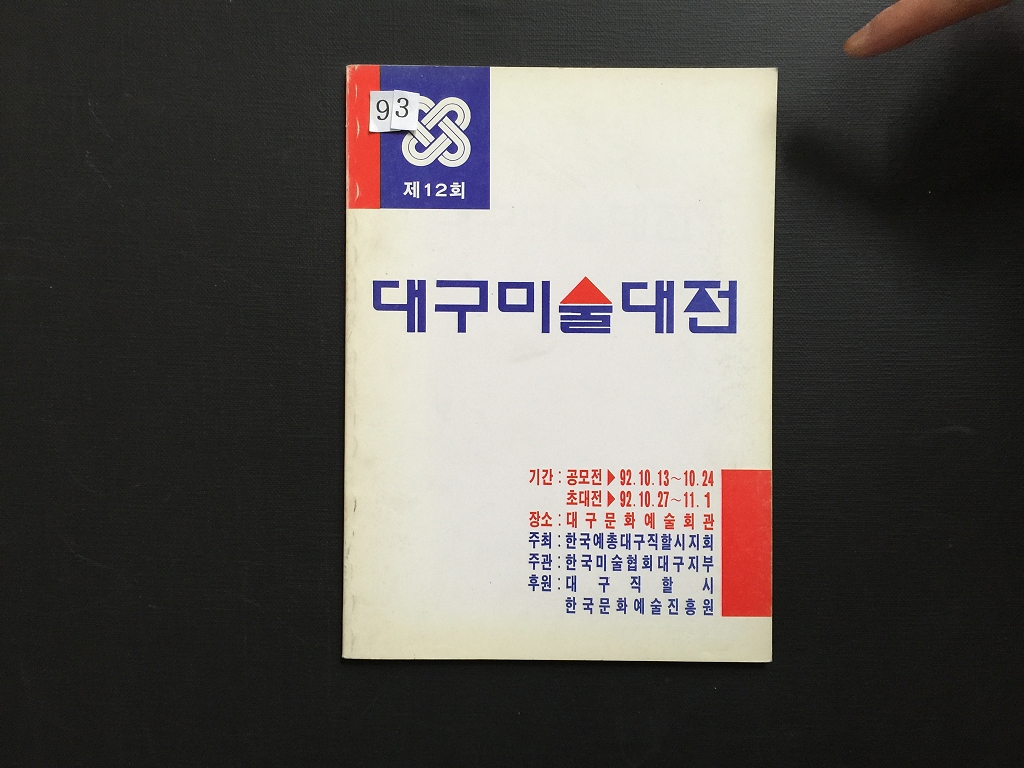 93
제12회
대구미술대전
기간 : 공모전 ▶ 92. 10. 13 ~ 10. 24
초대전 ▶ 92. 10. 27 ~ 11. 1
장소 : 대 구 문 화 예 술 회 관
주최 : 한국예총대구직할시지회
주관 : 한국미술협회대구지부
후원 : 대 구 직 할 시
한국문화예술진흥원